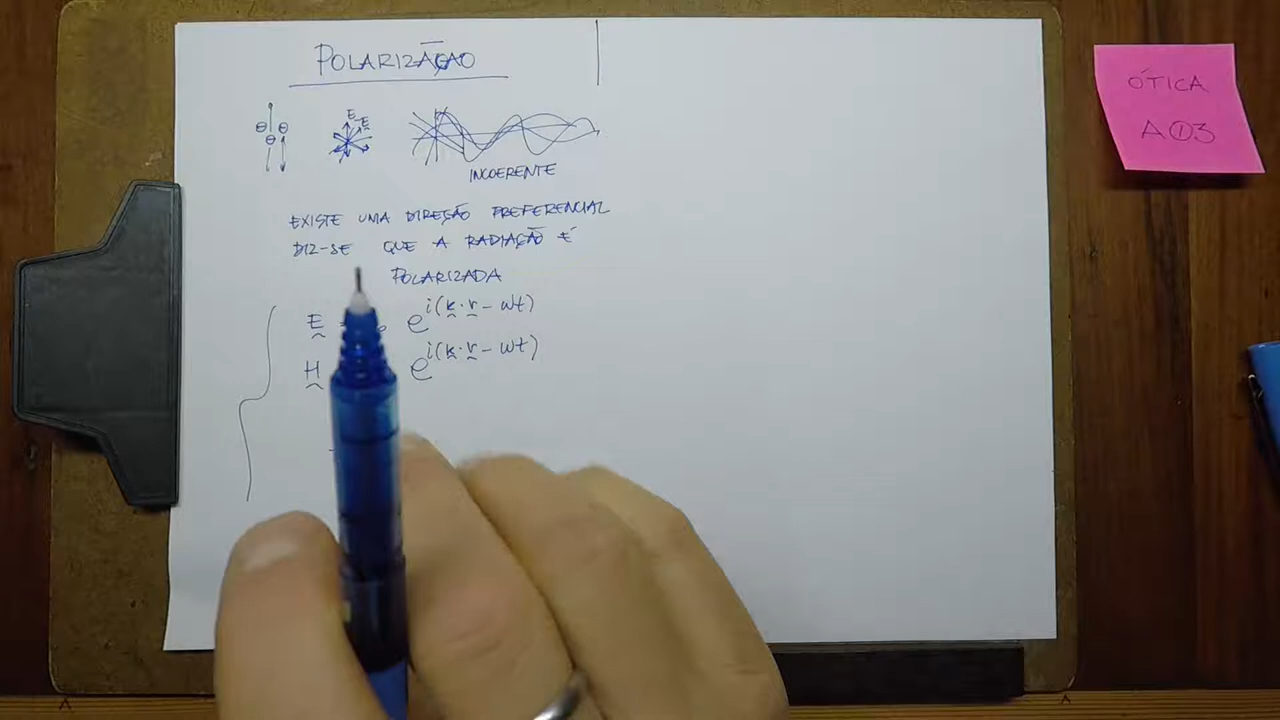 POLARIZAÇÃO
E
E
INCOERENTE
EXISTE UMA DIREÇÃO PREFERENCIAL
DIZ-SE QUE A RADIAÇÃO É
POLARIZADA
E e^i(k·r-ωt)
H e^i(k·r-ωt)
ÓTICA
A03